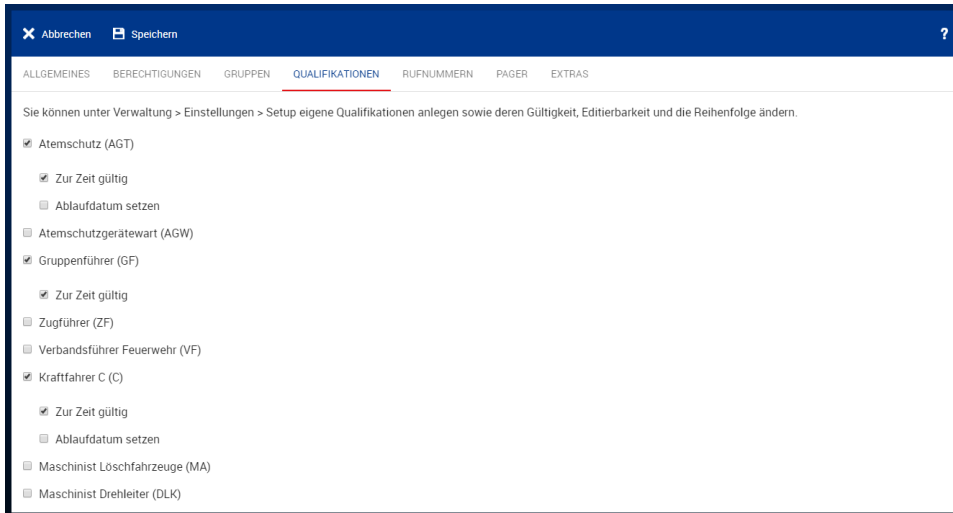 Abbrechen Speichern ?
ALLGEMEINES BERECHTIGUNGEN GRUPPEN QUALIFIKATIONEN RUFNUMMERN PAGER EXTRAS
Sie können unter Verwaltung > Einstellungen > Setup eigene Qualifikationen anlegen sowie deren Gültigkeit, Editierbarkeit und die Reihenfolge ändern.
Atemschutz (AGT)
Zur Zeit gültig
Ablaufdatum setzen
Atemschutzgerätewart (AGW)
Gruppenführer (GF)
Zur Zeit gültig
Zugführer (ZF)
Verbandsführer Feuerwehr (VF)
Kraftfahrer C (C)
Zur Zeit gültig
Ablaufdatum setzen
Maschinist Löschfahrzeuge (MA)
Maschinist Drehleiter (DLK)